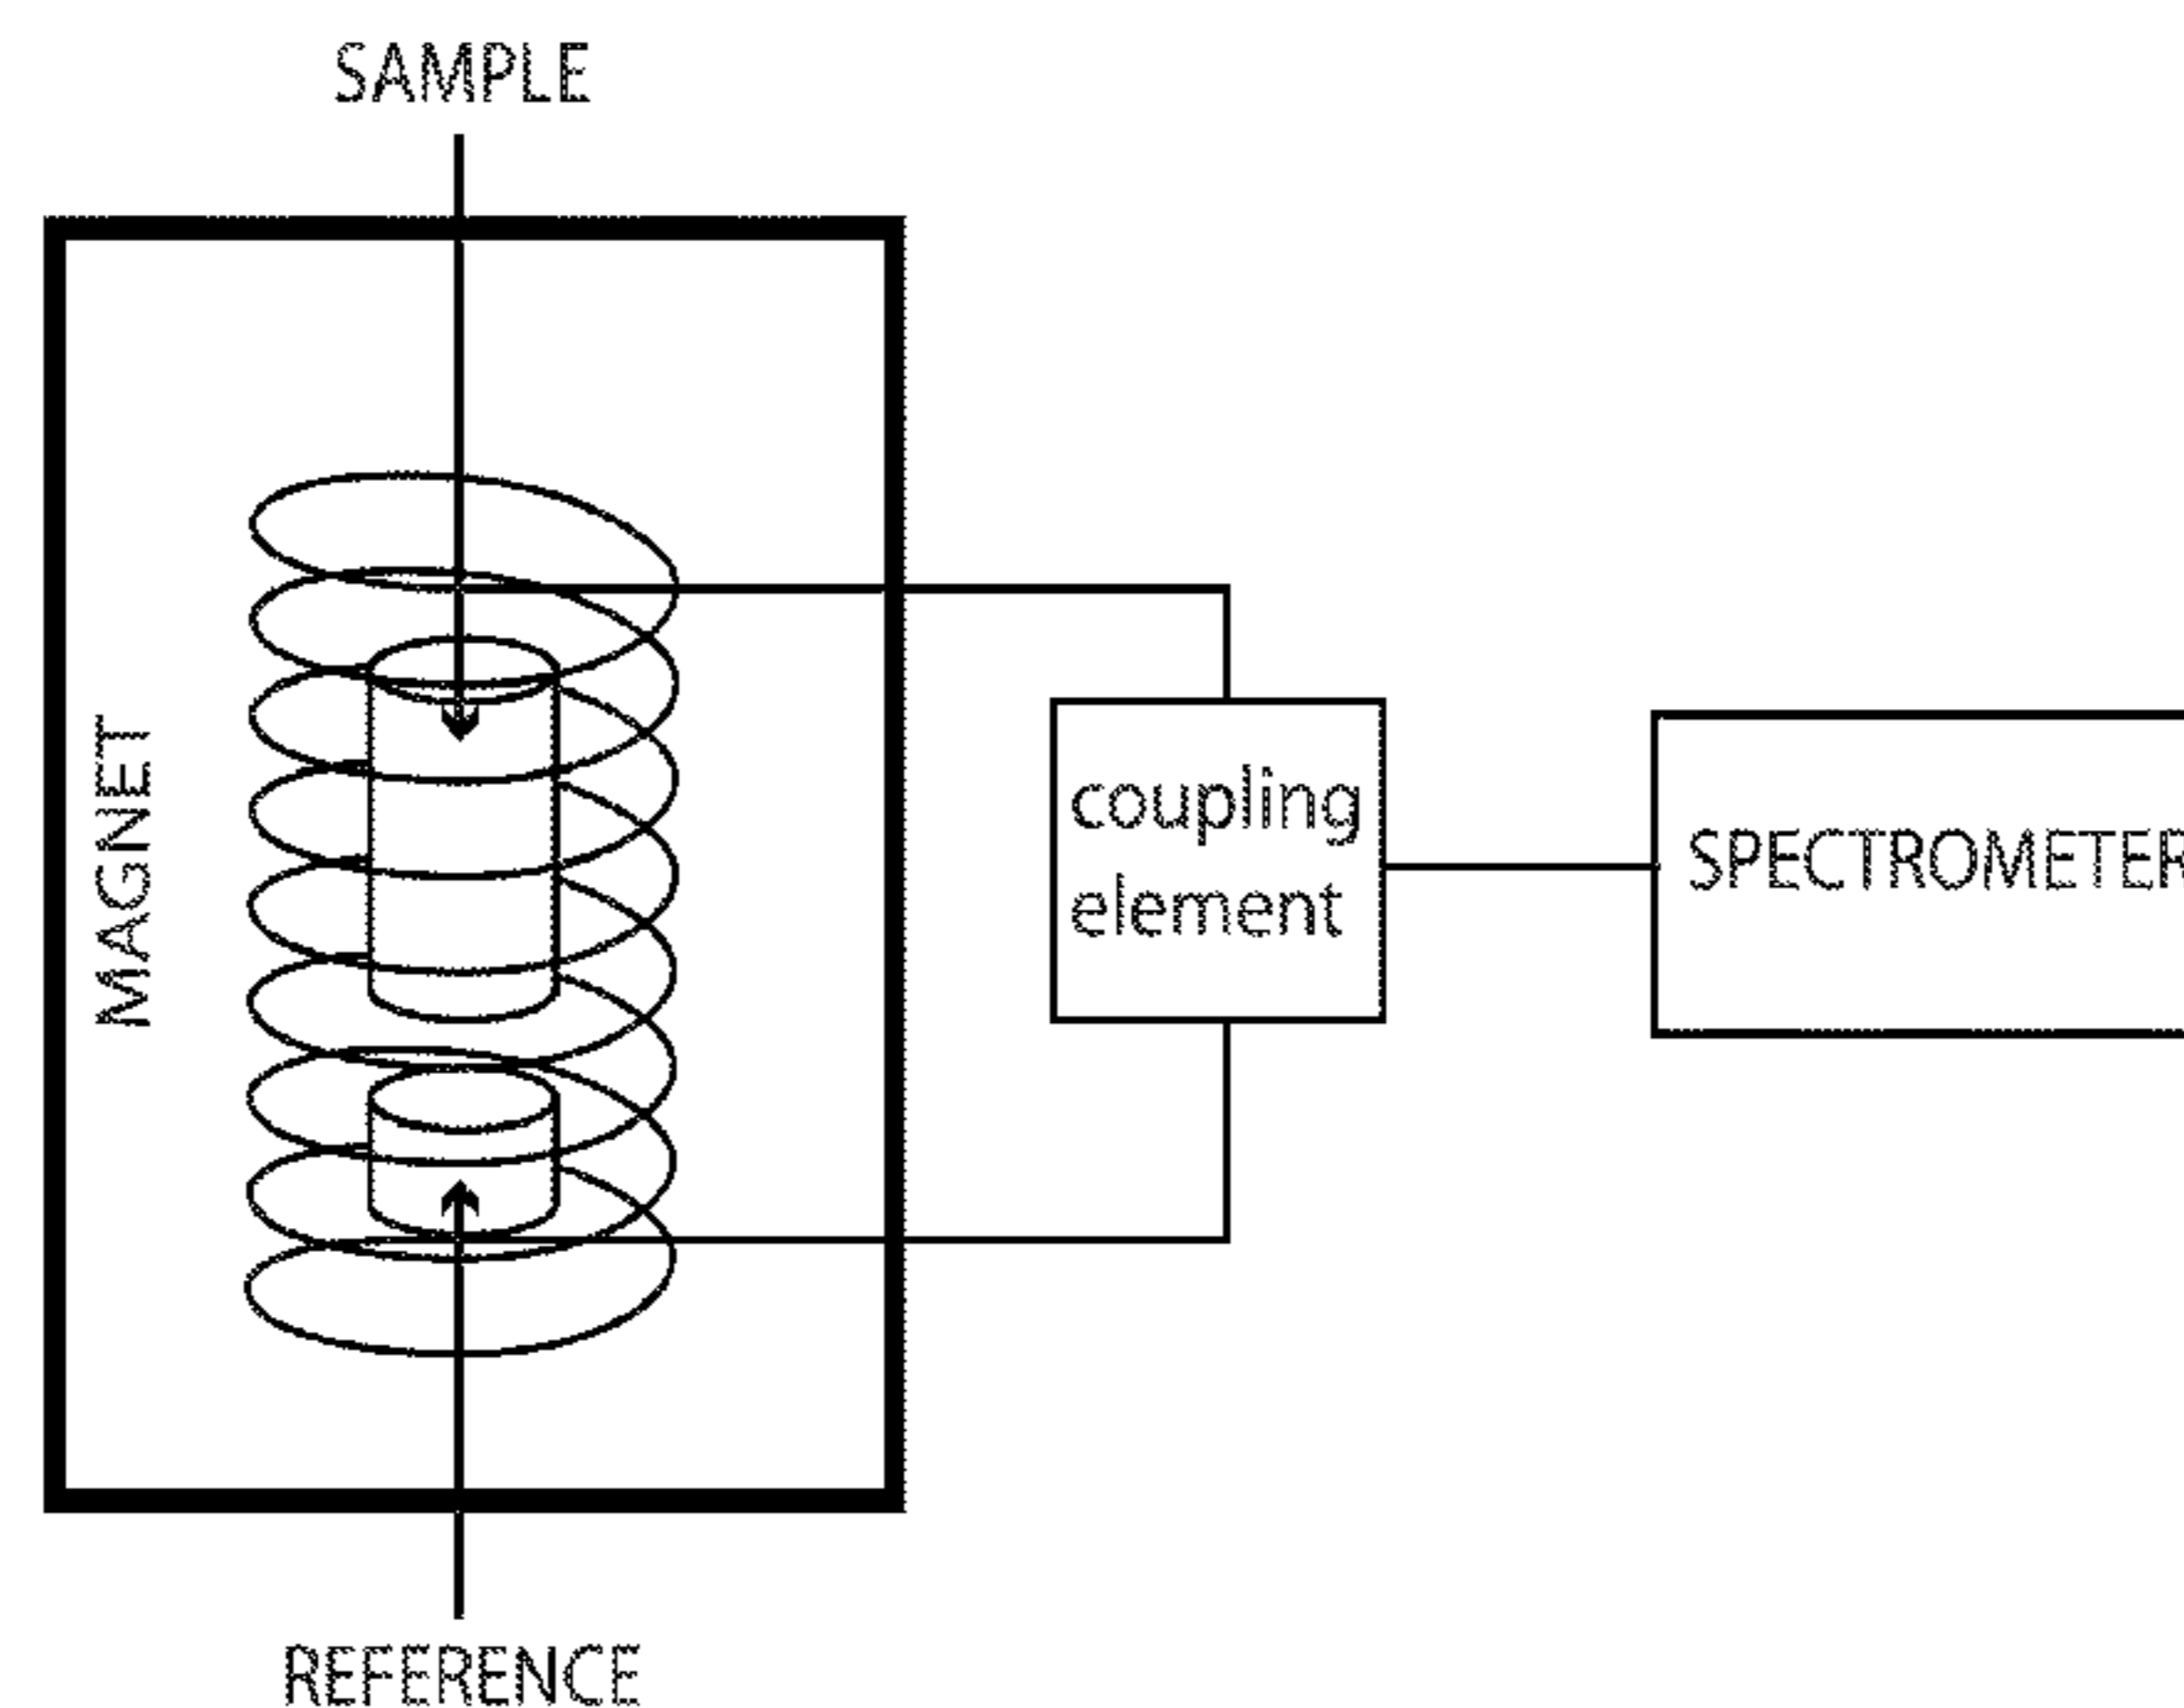 SAMPLE
MAGNET
coupling
element
SPECTROMETER
REFERENCE